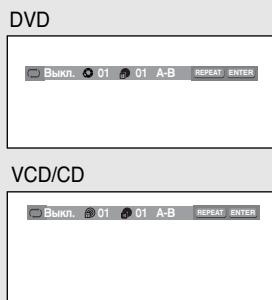 DVD
Выкл. 01 01 A-B REPEAT ENTER
VCD/CD
Выкл. 01 01 A-B REPEAT ENTER